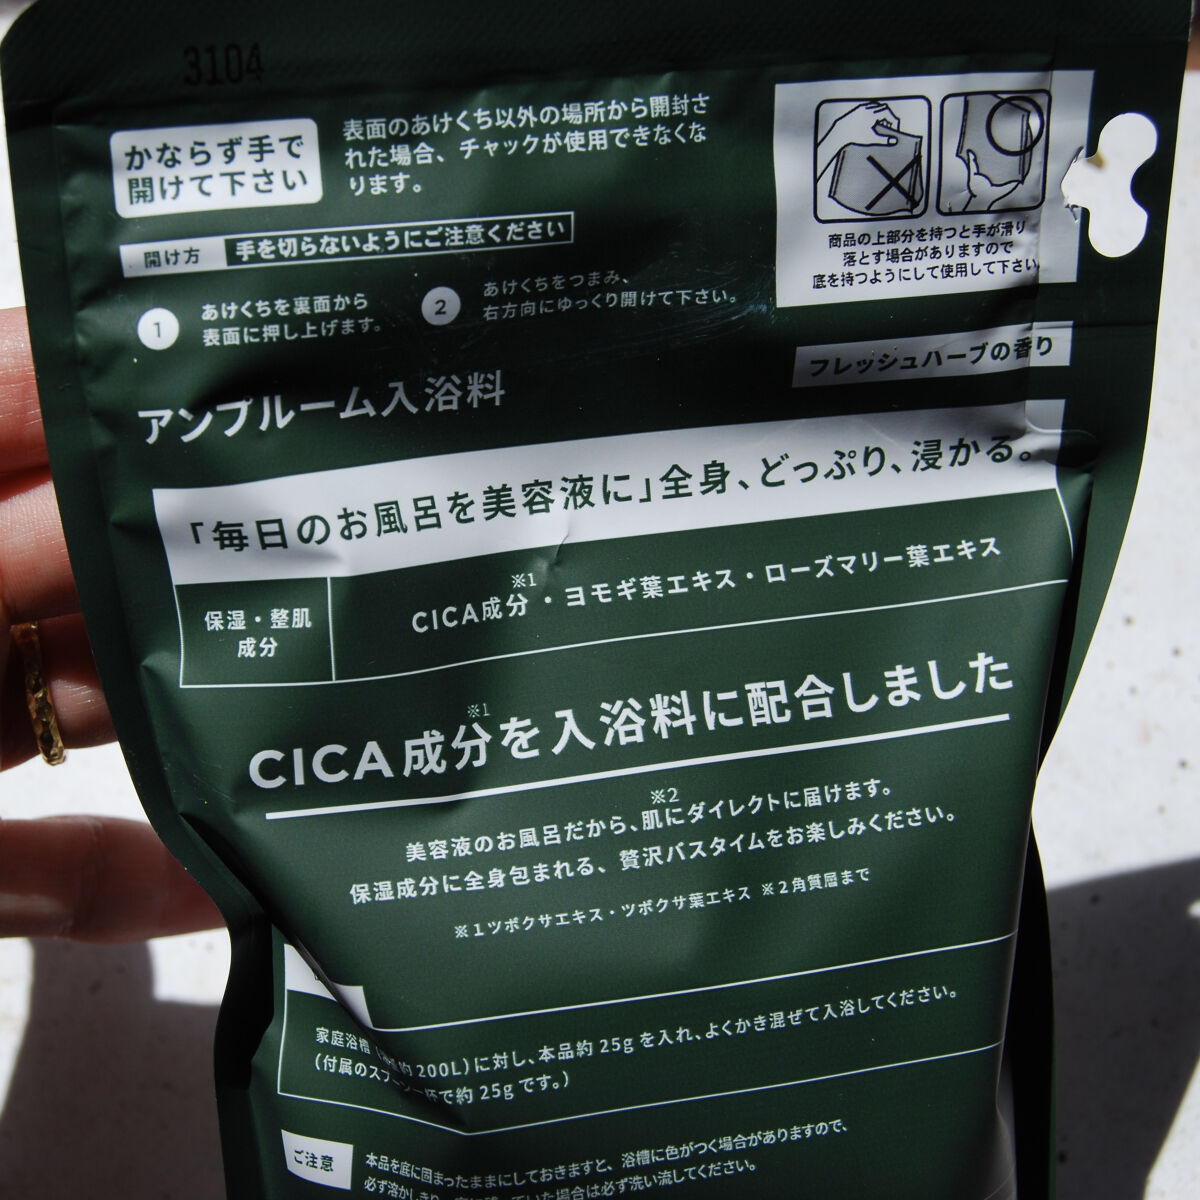 3104
かならず手で
開けて下さい
表面のあけくち以外の場所から開封さ
れた場合、チャックが使用できなくな
ります。
開け方 手を切らないようにご注意ください
1 あけくちを裏面から
表面に押し上げます。
2 あけくちをつまみ、
右方向にゆっくり開けて下さい。
商品の上部分を持つと手が滑り
落とす場合がありますので
底を持つようにして使用して下さい。
フレッシュハーブの香り
アンプルーム入浴料
「毎日のお風呂を美容液に」全身、どっぷり、浸かる。
保湿・整肌
成分
CICA成分※1・ヨモギ葉エキス・ローズマリー葉エキス
CICA成分※1を入浴料に配合しました
美容液のお風呂だから、肌※2にダイレクトに届けます。
保湿成分に全身包まれる、贅沢バスタイムをお楽しみください。
※1ツボクサエキス・ツボクサ葉エキス ※2角質層まで
家庭浴槽（約200L）に対し、本品約25gを入れ、よくかき混ぜて入浴してください。
（付属のスプーン一杯で約25gです。）
ご注意
本品を底に固まったままにしておきますと、浴槽に色がつく場合がありますので、
必ず溶かしきり、いた場合は必ず洗い流してください。